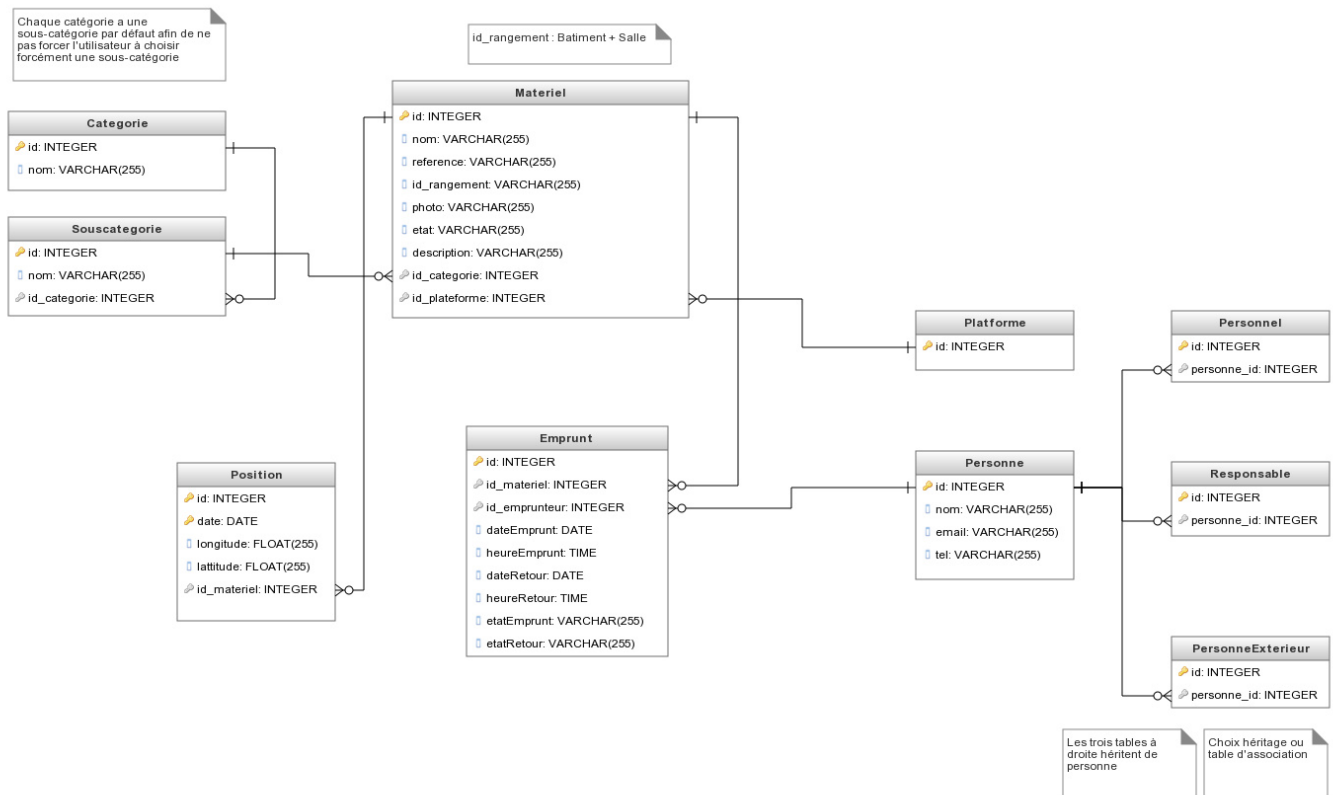 Chaque catégorie a une
sous-catégorie par défaut afin de ne
pas forcer l'utilisateur à choisir
forcément une sous-catégorie
id_rangement : Batiment + Salle
Categorie
id: INTEGER
nom: VARCHAR(255)
Souscategorie
id: INTEGER
nom: VARCHAR(255)
id_categorie: INTEGER
Materiel
id: INTEGER
nom: VARCHAR(255)
reference: VARCHAR(255)
id_rangement: VARCHAR(255)
photo: VARCHAR(255)
etat: VARCHAR(255)
description: VARCHAR(255)
id_categorie: INTEGER
id_plateforme: INTEGER
Platforme
id: INTEGER
Personnel
id: INTEGER
personne_id: INTEGER
Position
id: INTEGER
date: DATE
longitude: FLOAT(255)
lattitude: FLOAT(255)
id_materiel: INTEGER
Emprunt
id: INTEGER
id_materiel: INTEGER
id_emprunteur: INTEGER
dateEmprunt: DATE
heureEmprunt: TIME
dateRetour: DATE
heureRetour: TIME
etatEmprunt: VARCHAR(255)
etatRetour: VARCHAR(255)
Personne
id: INTEGER
nom: VARCHAR(255)
email: VARCHAR(255)
tel: VARCHAR(255)
Responsable
id: INTEGER
personne_id: INTEGER
PersonneExterieur
id: INTEGER
personne_id: INTEGER
Les trois tables à
droite héritent de
personne
Choix héritage ou
table d'association